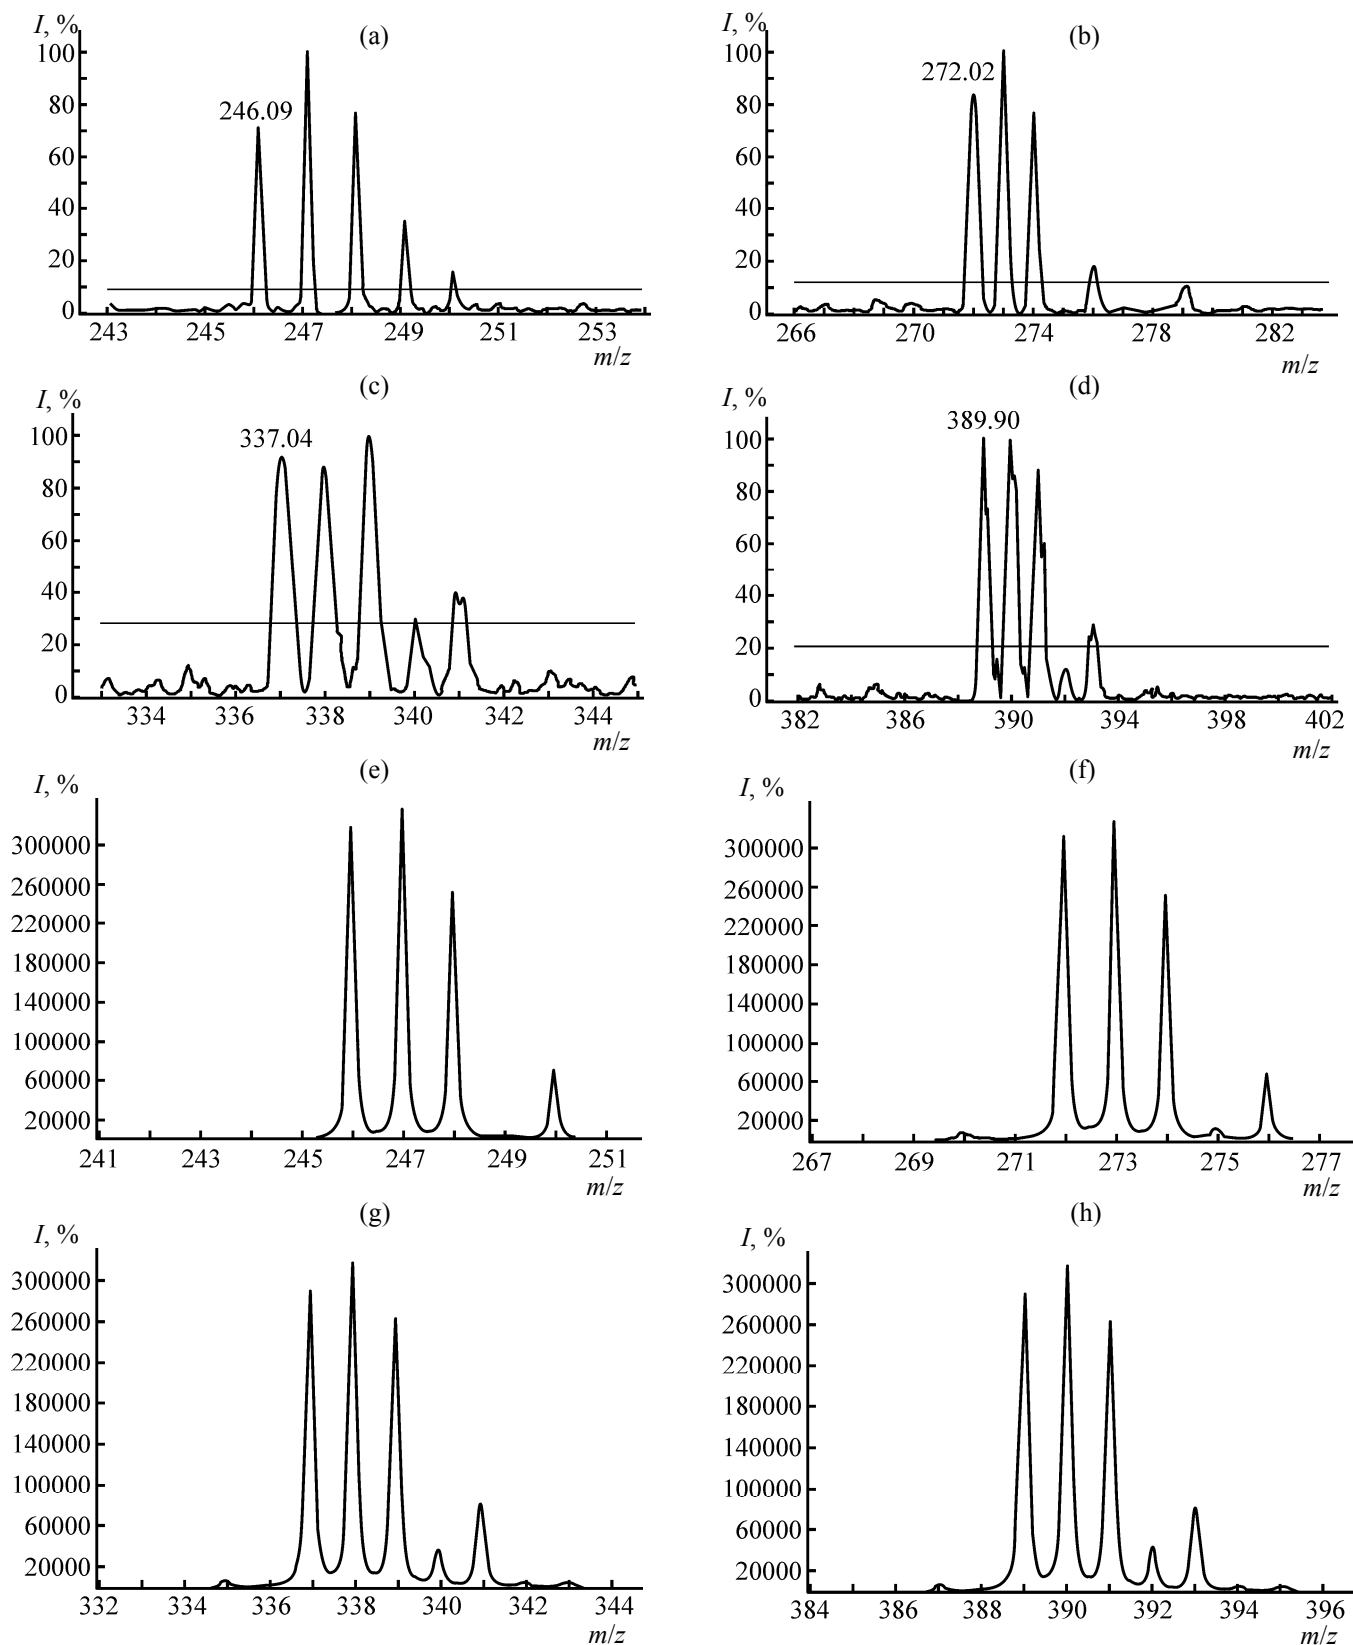 (a)
I, %
100
80
60
40
20
0
246.09
243 245 247 249 251 253
m/z
(b)
I, %
100
80
60
40
20
0
272.02
266 270 274 278 282
m/z
(c)
I, %
100
80
60
40
20
0
337.04
334 336 338 340 342 344
m/z
(d)
I, %
100
80
60
40
20
0
389.90
382 386 390 394 398 402
m/z
(e)
I, %
300000
260000
220000
180000
140000
100000
60000
20000
241 243 245 247 249 251
m/z
(f)
I, %
300000
260000
220000
180000
140000
100000
60000
20000
267 269 271 273 275 277
m/z
(g)
I, %
300000
260000
220000
180000
140000
100000
60000
20000
332 334 336 338 340 342 344
m/z
(h)
I, %
300000
260000
220000
180000
140000
100000
60000
20000
384 386 388 390 392 394 396
m/z